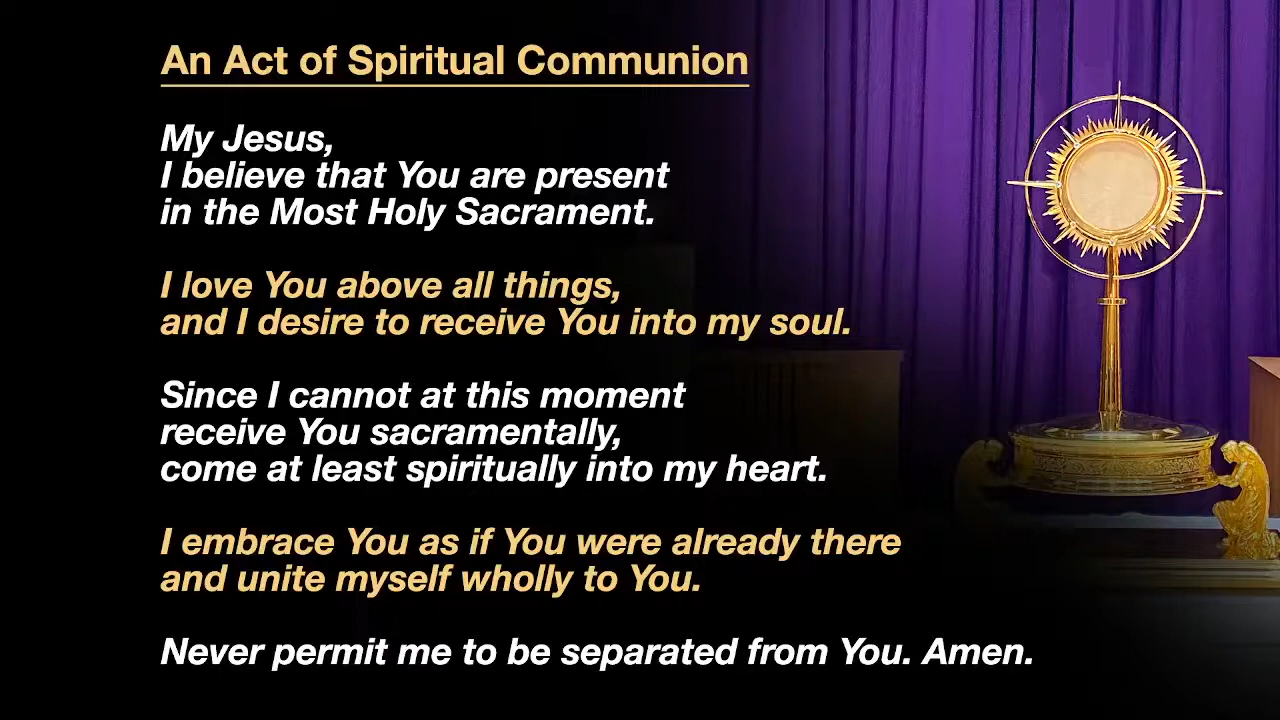 An Act of Spiritual Communion
My Jesus,
I believe that You are present
in the Most Holy Sacrament.
I love You above all things,
and I desire to receive You into my soul.
Since I cannot at this moment
receive You sacramentally,
come at least spiritually into my heart.
I embrace You as if You were already there
and unite myself wholly to You.
Never permit me to be separated from You. Amen.